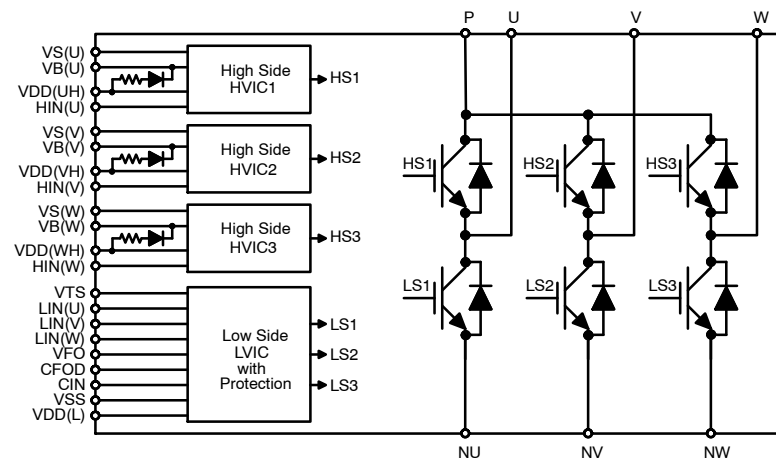 P U V W
VS(U)
VB(U)
VDD(UH)
HIN(U)
High Side
HVIC1
HS1
VS(V)
VB(V)
VDD(VH)
HIN(V)
High Side
HVIC2
HS2
VS(W)
VB(W)
VDD(WH)
HIN(W)
High Side
HVIC3
HS3
VTS
LIN(U)
LIN(V)
LIN(W)
VFO
CFOD
CIN
VSS
VDD(L)
Low Side
LVIC
with
Protection
LS1
LS2
LS3
HS1 HS2 HS3
LS1 LS2 LS3
NU NV NW